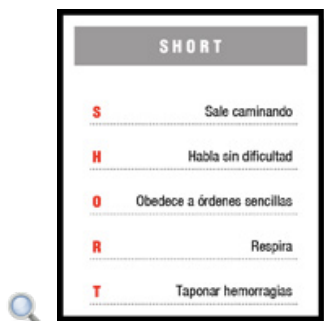 SHORT
S Sale caminando
H Habla sin dificultad
O Obedece a órdenes sencillas
R Respira
T Taponar hemorragias